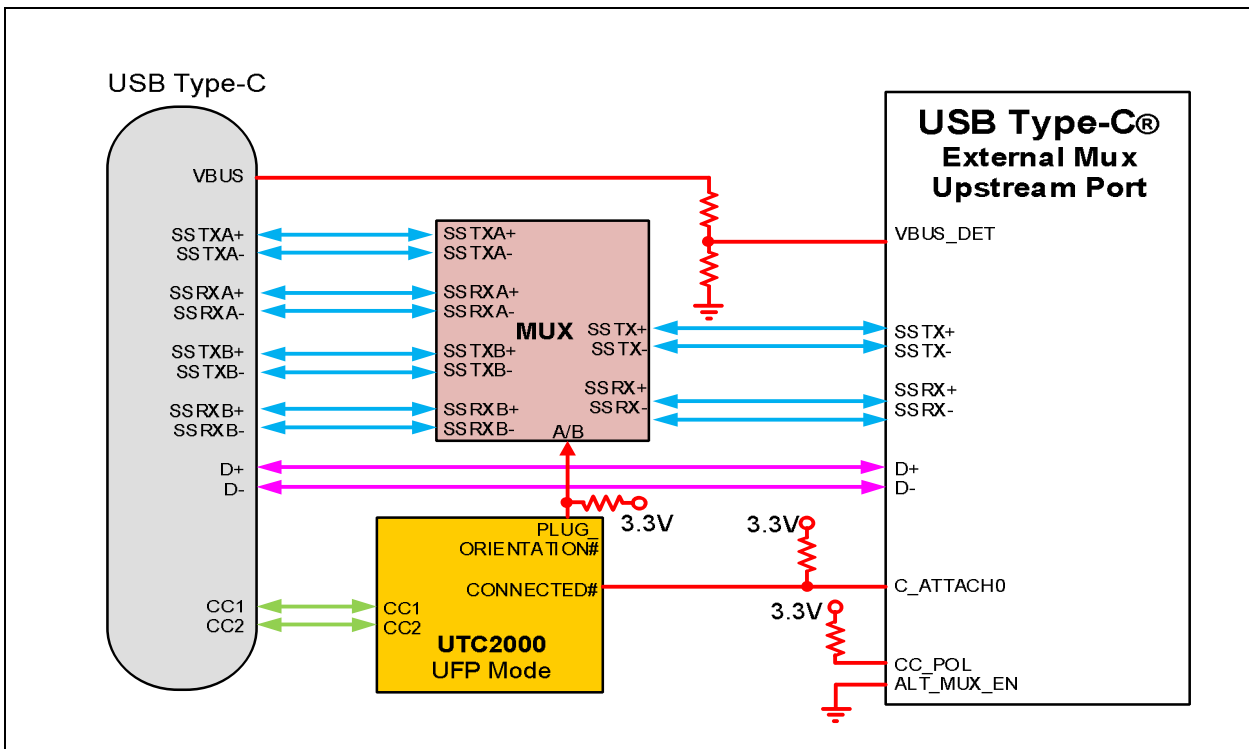 USB Type-C
VBUS
SSTXA+
SSTXA-
SSRXA+
SSRXA-
SSTXB+
SSTXB-
SSRXB+
SSRXB-
D+
D-
CC1
CC2
SSTXA+
SSTXA-
SSRXA+
SSRXA-
MUX
SSTXB+
SSTXB-
SSRXB+
SSRXB-
SSTX+
SSTX-
SSRX+
SSRX-
A/B
3.3V
PLUG_
ORIENTATION#
CONNECTED#
CC1
CC2
UTC2000
UFP Mode
3.3V
3.3V
USB Type-C®
External Mux
Upstream Port
VBUS_DET
SSTX+
SSTX-
SSRX+
SSRX-
D+
D-
C_ATTACH0
CC_POL
ALT_MUX_EN